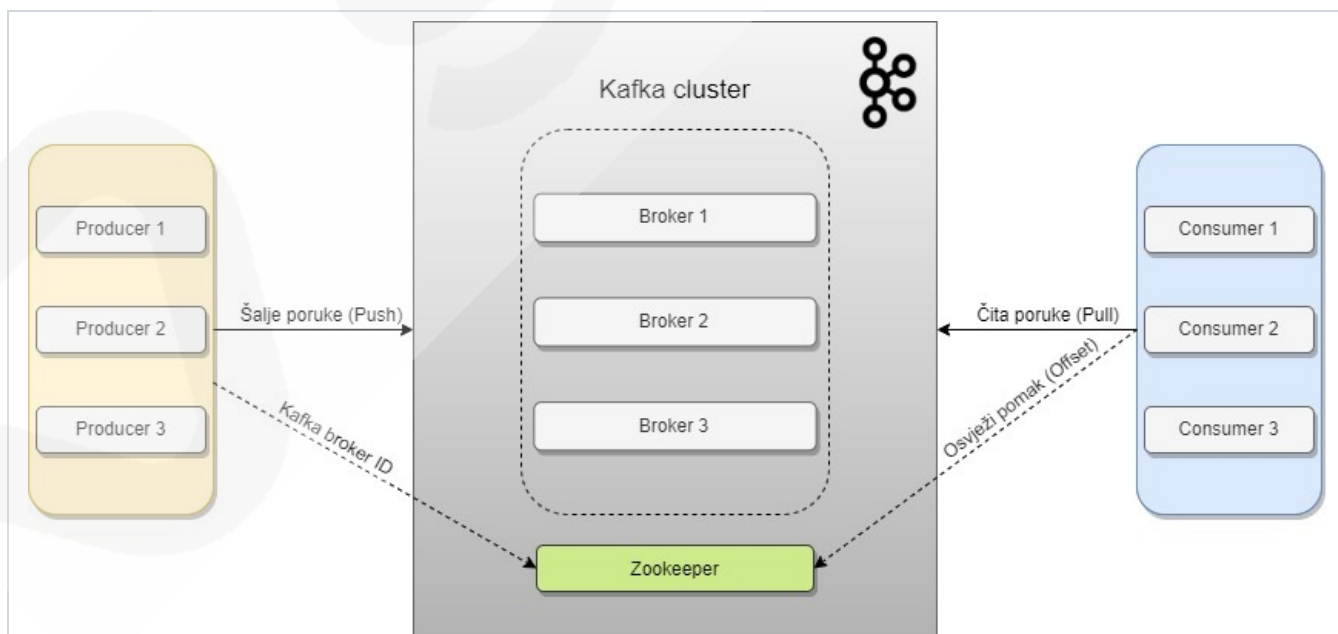 Kafka cluster
Producer 1
Producer 2
Producer 3
Šalje poruke (Push)
Kafka broker ID
Broker 1
Broker 2
Broker 3
Zookeeper
Čita poruke (Pull)
Osvježi pomak (Offset)
Consumer 1
Consumer 2
Consumer 3